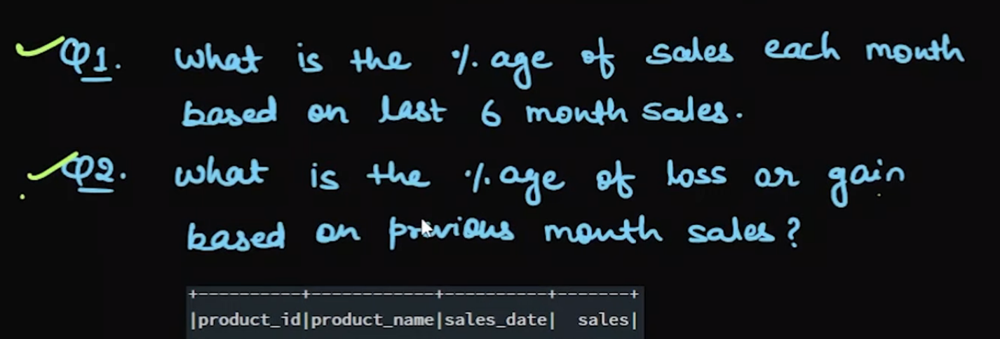 Q1. What is the %age of sales each month
based on last 6 month sales.
Q2. What is the %age of loss or gain
based on previous month sales?
+----------+------------+----------+-------+
|product_id|product_name|sales_date|  sales|